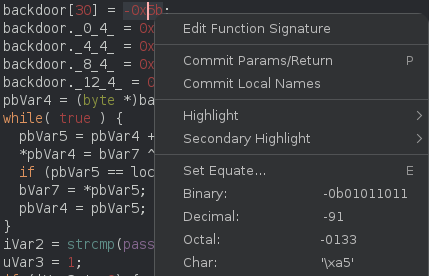 backdoor[30] = -0x5b;
backdoor._0_4_ = 0x
backdoor._4_4_ = 0x
backdoor._8_4_ = 0x
backdoor._12_4_ = 0
pbVar4 = (byte *)ba
while( true ) {
pbVar5 = pbVar4 +
*pbVar4 = bVar7 ^
if (pbVar5 == loc
bVar7 = *pbVar5;
pbVar4 = pbVar5;
}
iVar2 = strcmp(pass
uVar3 = 1;
Edit Function Signature
Commit Params/Return P
Commit Local Names
Highlight
Secondary Highlight
Set Equate... E
Binary: -0b01011011
Decimal: -91
Octal: -0133
Char: '\xa5'